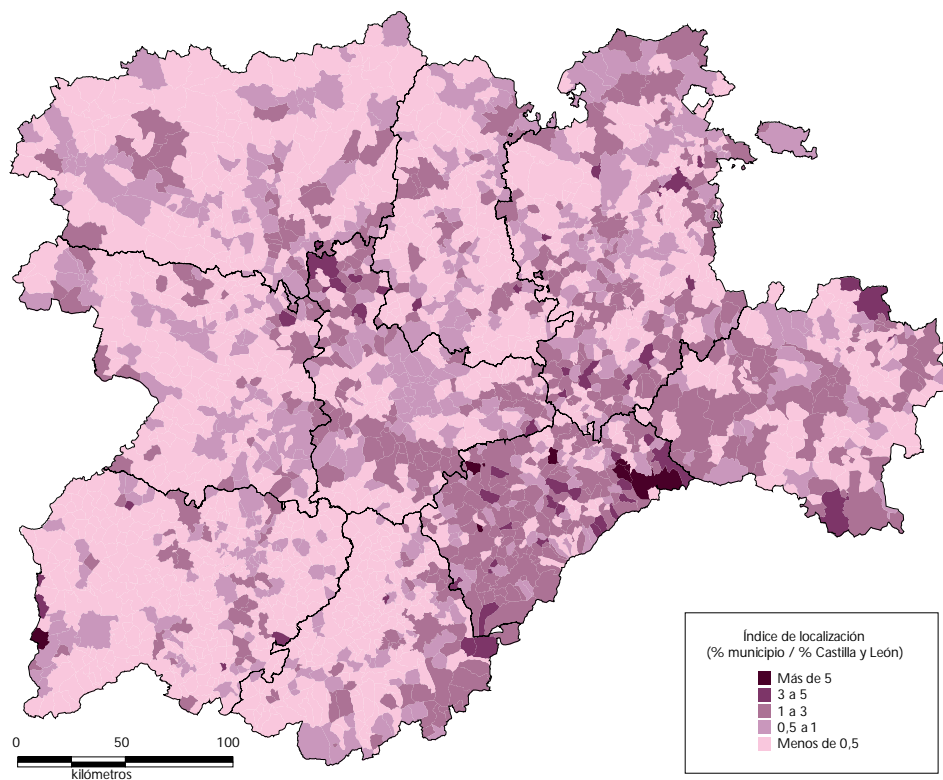 Índice de localización
(% municipio / % Castilla y León)
Más de 5
3 a 5
1 a 3
0,5 a 1
Menos de 0,5
0 50 100
kilómetros